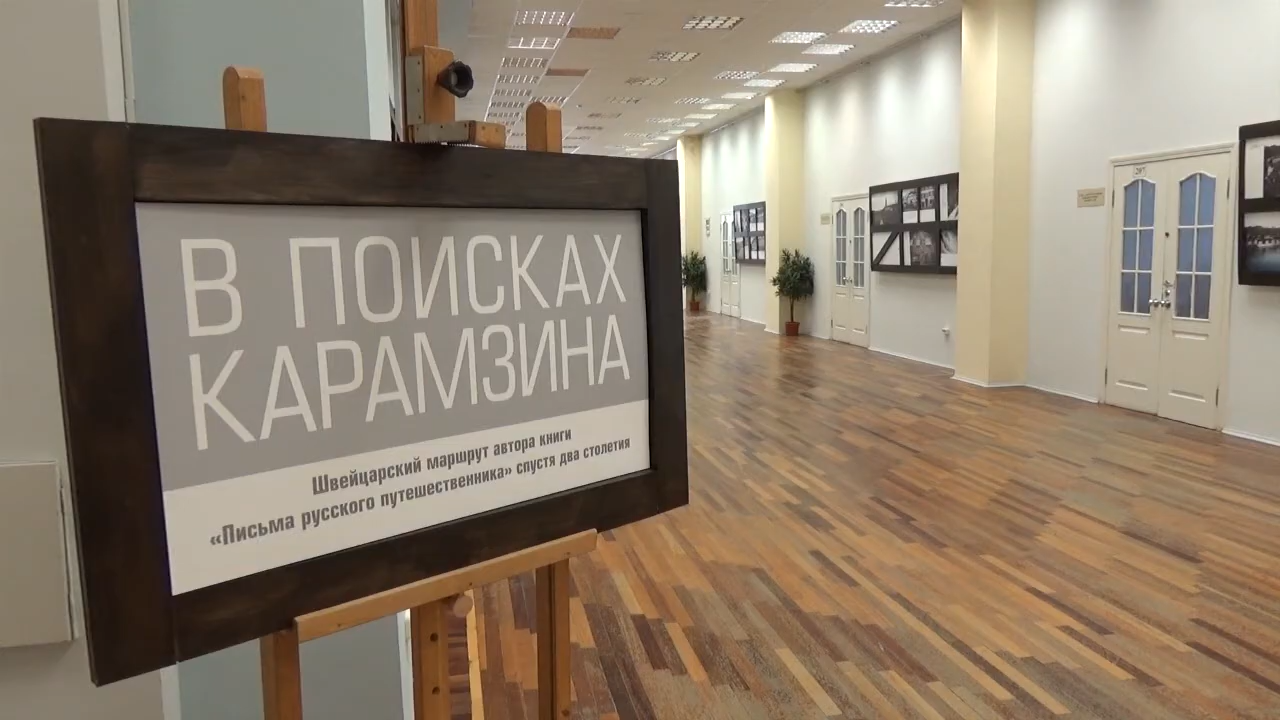 В ПОИСКАХ
КАРАМЗИНА
Швейцарский маршрут автора книги
«Письма русского путешественника» спустя два столетия